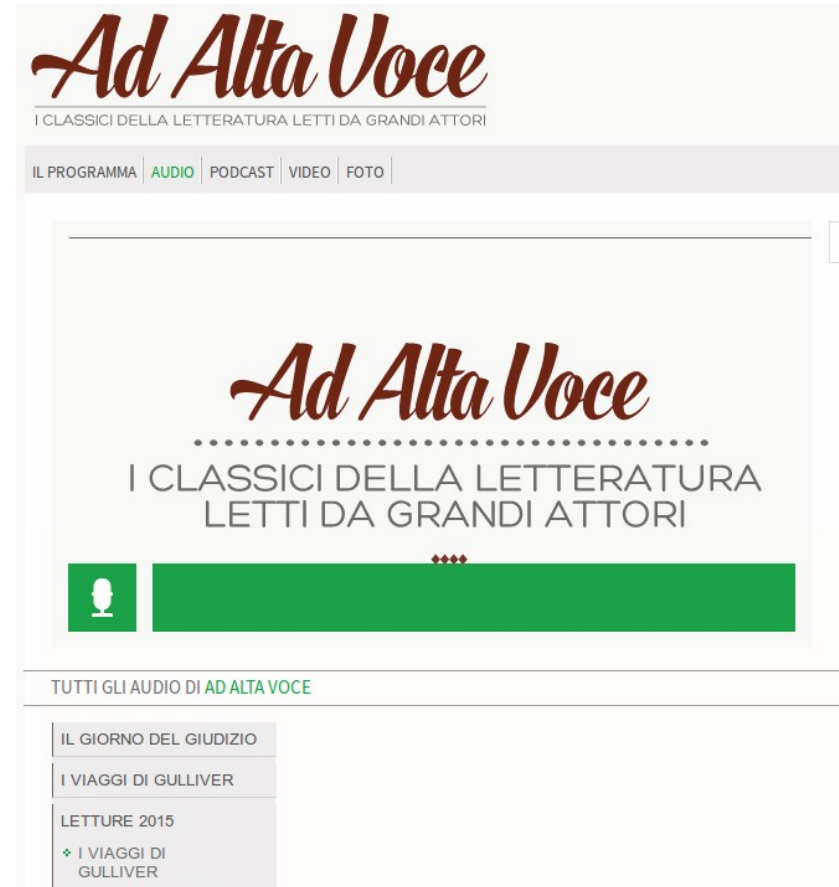 Ad Alta Voce
I CLASSICI DELLA LETTERATURA LETTI DA GRANDI ATTORI
IL PROGRAMMA AUDIO PODCAST VIDEO FOTO
Ad Alta Voce
I CLASSICI DELLA LETTERATURA
LETTI DA GRANDI ATTORI
TUTTI GLI AUDIO DI AD ALTA VOCE
IL GIORNO DEL GIUDIZIO
I VIAGGI DI GULLIVER
LETTURE 2015
I VIAGGI DI
GULLIVER